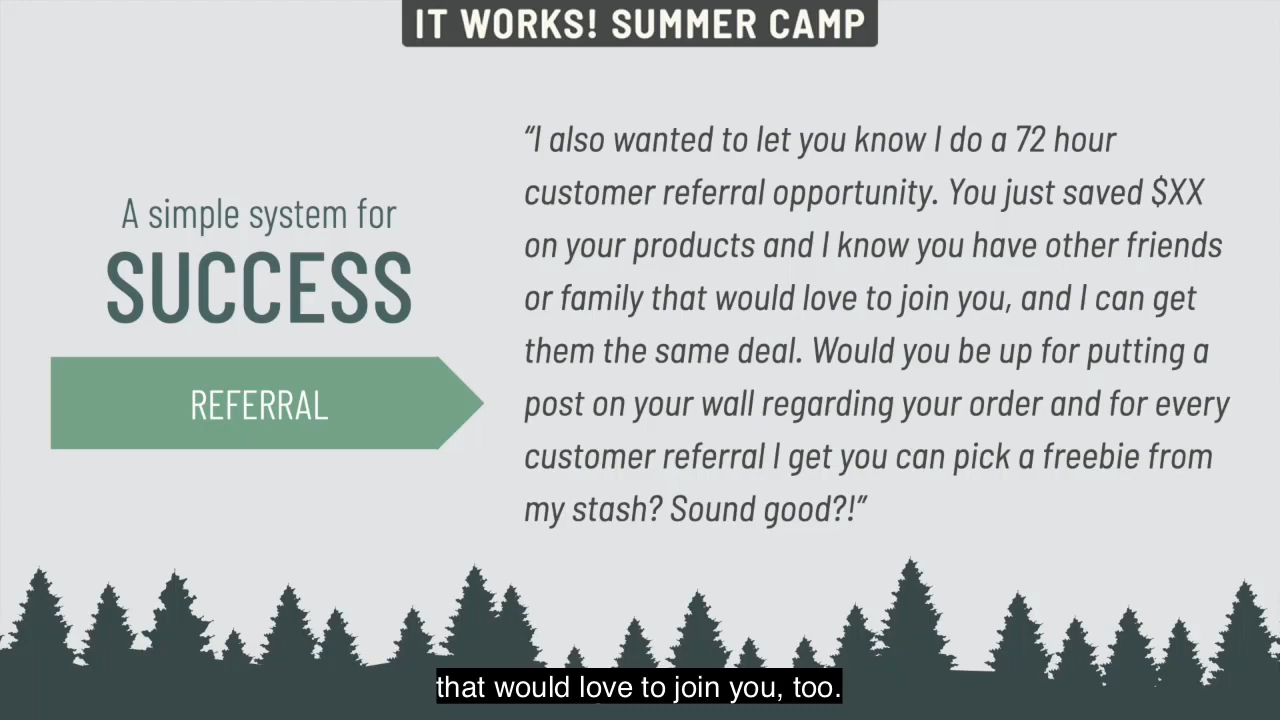 IT WORKS! SUMMER CAMP
A simple system for
SUCCESS
REFERRAL
“I also wanted to let you know I do a 72 hour
customer referral opportunity. You just saved $XX
on your products and I know you have other friends
or family that would love to join you, and I can get
them the same deal. Would you be up for putting a
post on your wall regarding your order and for every
customer referral I get you can pick a freebie from
my stash? Sound good?!”
that would love to join you, too.